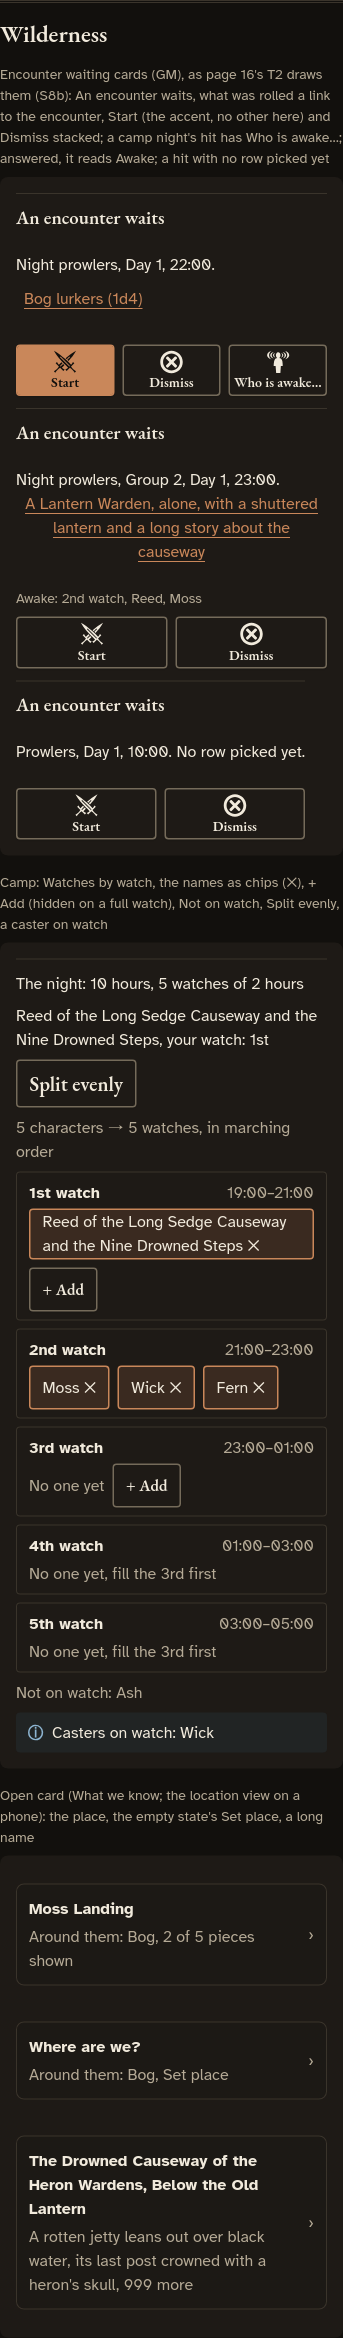 Wilderness
Encounter waiting cards (GM), as page 16's T2 draws
them (S8b): An encounter waits, what was rolled a link
to the encounter, Start (the accent, no other here) and
Dismiss stacked; a camp night's hit has Who is awake...;
answered, it reads Awake; a hit with no row picked yet
An encounter waits
Night prowlers, Day 1, 22:00.
Bog lurkers (1d4)
Start
Dismiss
Who is awake...
An encounter waits
Night prowlers, Group 2, Day 1, 23:00.
A Lantern Warden, alone, with a shuttered
lantern and a long story about the
causeway
Awake: 2nd watch, Reed, Moss
Start
Dismiss
An encounter waits
Prowlers, Day 1, 10:00. No row picked yet.
Start
Dismiss
Camp: Watches by watch, the names as chips (✕), +
Add (hidden on a full watch), Not on watch, Split evenly,
a caster on watch
The night: 10 hours, 5 watches of 2 hours
Reed of the Long Sedge Causeway and the
Nine Drowned Steps, your watch: 1st
Split evenly
5 characters → 5 watches, in marching
order
1st watch 19:00–21:00
Reed of the Long Sedge Causeway
and the Nine Drowned Steps ✕
+ Add
2nd watch 21:00–23:00
Moss ✕ Wick ✕ Fern ✕
3rd watch 23:00–01:00
No one yet + Add
4th watch 01:00–03:00
No one yet, fill the 3rd first
5th watch 03:00–05:00
No one yet, fill the 3rd first
Not on watch: Ash
ⓘ Casters on watch: Wick
Open card (What we know; the location view on a
phone): the place, the empty state's Set place, a long
name
Moss Landing
Around them: Bog, 2 of 5 pieces
shown
›
Where are we?
Around them: Bog, Set place
›
The Drowned Causeway of the
Heron Wardens, Below the Old
Lantern
A rotten jetty leans out over black
water, its last post crowned with a
heron's skull, 999 more
›